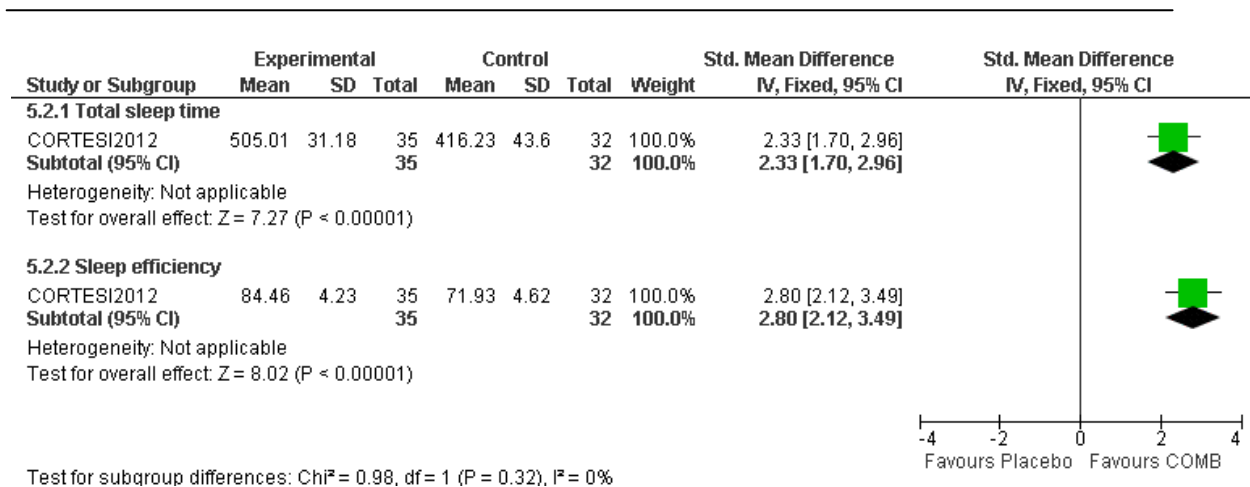 Experimental Control Std. Mean Difference Std. Mean Difference
Study or Subgroup Mean SD Total Mean SD Total Weight IV, Fixed, 95% CI IV, Fixed, 95% CI
5.2.1 Total sleep time
CORTESI2012 505.01 31.18 35 416.23 43.6 32 100.0% 2.33 [1.70, 2.96]
Subtotal (95% CI) 35 32 100.0% 2.33 [1.70, 2.96]
Heterogeneity: Not applicable
Test for overall effect: Z = 7.27 (P < 0.00001)
5.2.2 Sleep efficiency
CORTESI2012 84.46 4.23 35 71.93 4.62 32 100.0% 2.80 [2.12, 3.49]
Subtotal (95% CI) 35 32 100.0% 2.80 [2.12, 3.49]
Heterogeneity: Not applicable
Test for overall effect: Z = 8.02 (P < 0.00001)
-4 -2 0 2 4
Favours Placebo Favours COMB
Test for subgroup differences: Chi² = 0.98, df = 1 (P = 0.32), I² = 0%